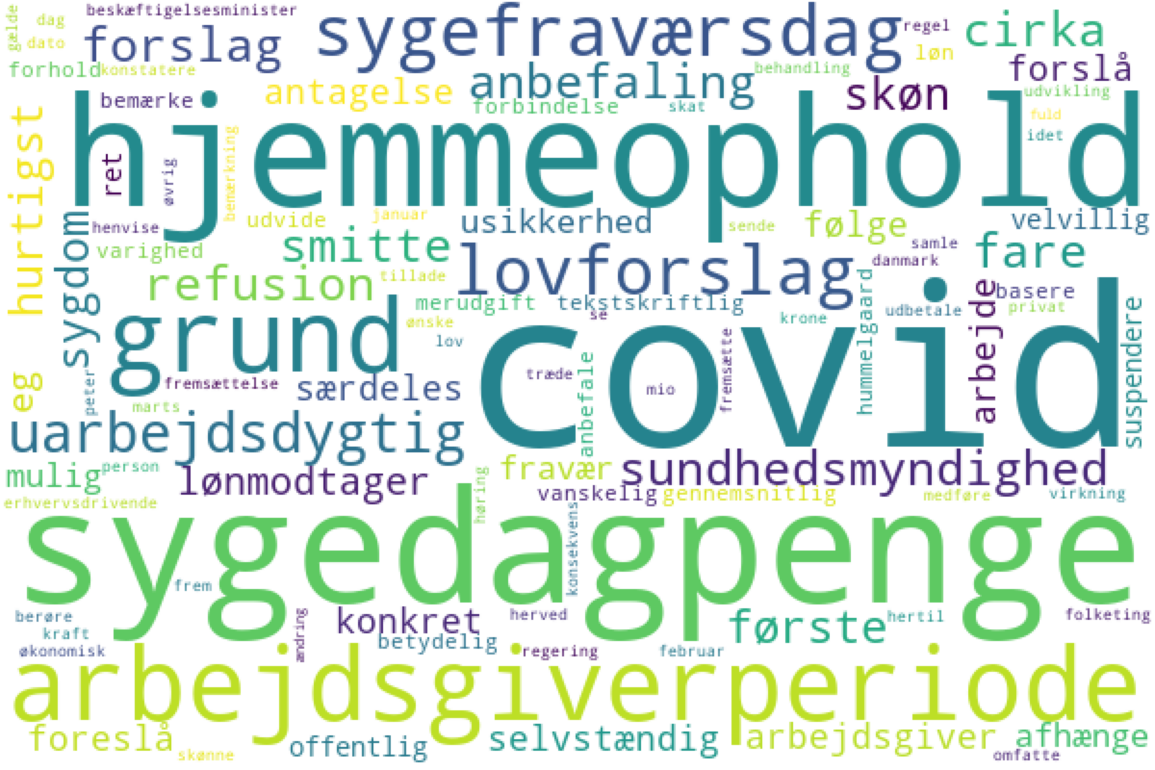 beskæftigelsesminister
gælde
dag
dato
forslag
sygefraværsdag
regel
løn
cirka
forhold
konstatere
antagelse
anbefaling
behandling
forslå
skøn
udvikling
bemærke
forbindelse
skat
fuld
idet
hurtigst
hjemmeophold
ret
øvrig
bemærkning
henvise
udvide
januar
usikkerhed
sende
følge
velvillig
sygdom
varighed
smitte
samle
danmark
fare
refusion
tillade
lovforslag
basere
merudgift
tekstskriftlig
se
krone
hummelgaard
udbetale
arbejde
privat
grund
ønske
lov
covid
fremsætte
suspendere
eg
peter
fremsættelse
særdeles
træde
mio
anbefale
marts
uarbejdsdygtig
mulig
person
lønmodtager
høring
fravær
sundhedsmyndighed
erhvervsdrivende
vanskelig
gennemsnitlig
medføre
virkning
sygedagpenge
konsekvens
frem
berøre
kraft
økonomisk
ændring
konkret
herved
første
hertil
folketing
betydelig
regering
februar
arbejdsgiverperiode
foreslå
skønne
offentlig
selvstændig
arbejdsgiver
afhænge
omfatte